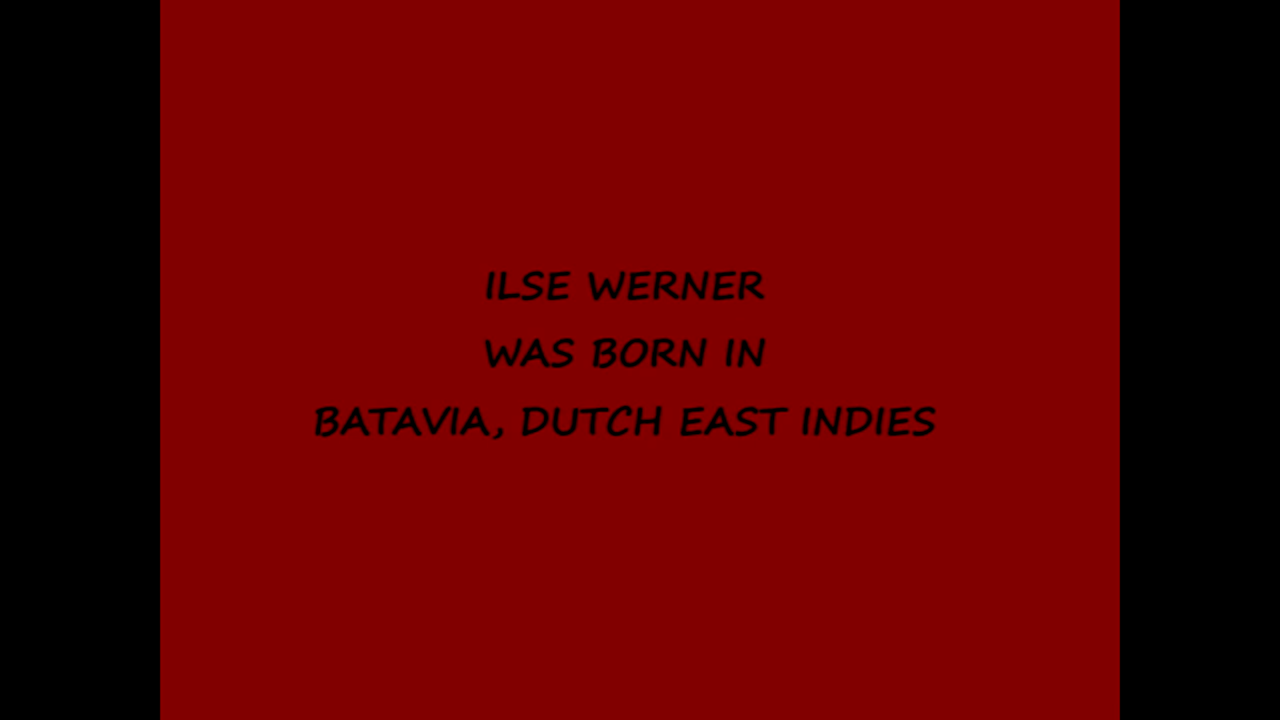 ILSE WERNER
WAS BORN IN
BATAVIA, DUTCH EAST INDIES